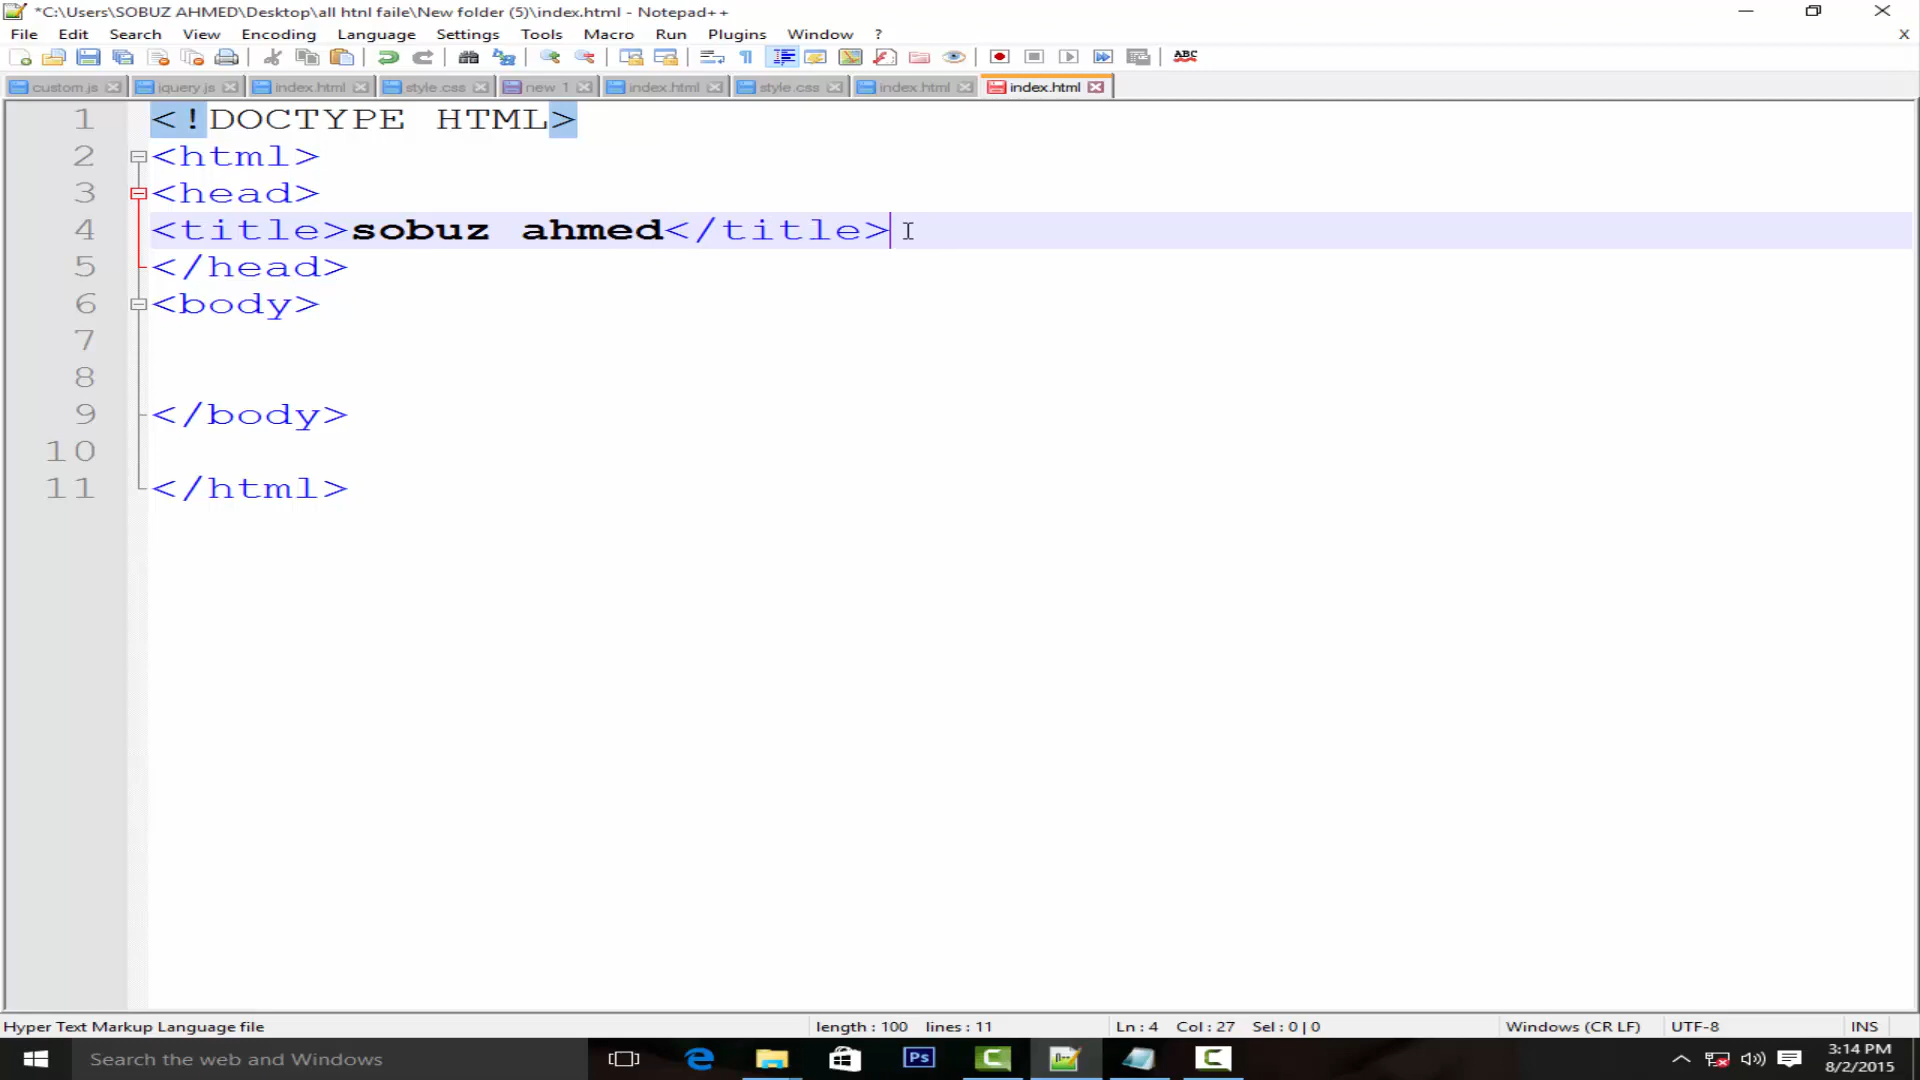 *C:\Users\SOBUZ AHMED\Desktop\all htnl faile\New folder (5)\index.html - Notepad++
File Edit Search View Encoding Language Settings Tools Macro Run Plugins Window ? X
ABC
custom.js jquery.js index.html style.css new 1 index.html style.css index.html index.html
1 <!DOCTYPE HTML>
2 <html>
3 <head>
4 <title>sobuz ahmed</title>
5 </head>
6 <body>
7
8
9 </body>
10
11 </html>
Hyper Text Markup Language file length : 100 lines : 11 Ln : 4 Col : 27 Sel : 0 | 0 Windows (CR LF) UTF-8 INS
Search the web and Windows Ps 3:14 PM
8/2/2015